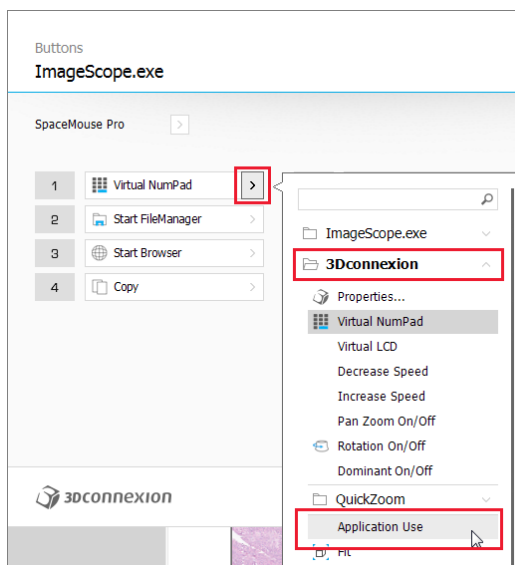 Buttons
ImageScope.exe
SpaceMouse Pro
1 Virtual NumPad
2 Start FileManager
3 Start Browser
4 Copy
ImageScope.exe
3Dconnexion
Properties...
Virtual NumPad
Virtual LCD
Decrease Speed
Increase Speed
Pan Zoom On/Off
Rotation On/Off
Dominant On/Off
QuickZoom
Application Use
Fit
3Dconnexion